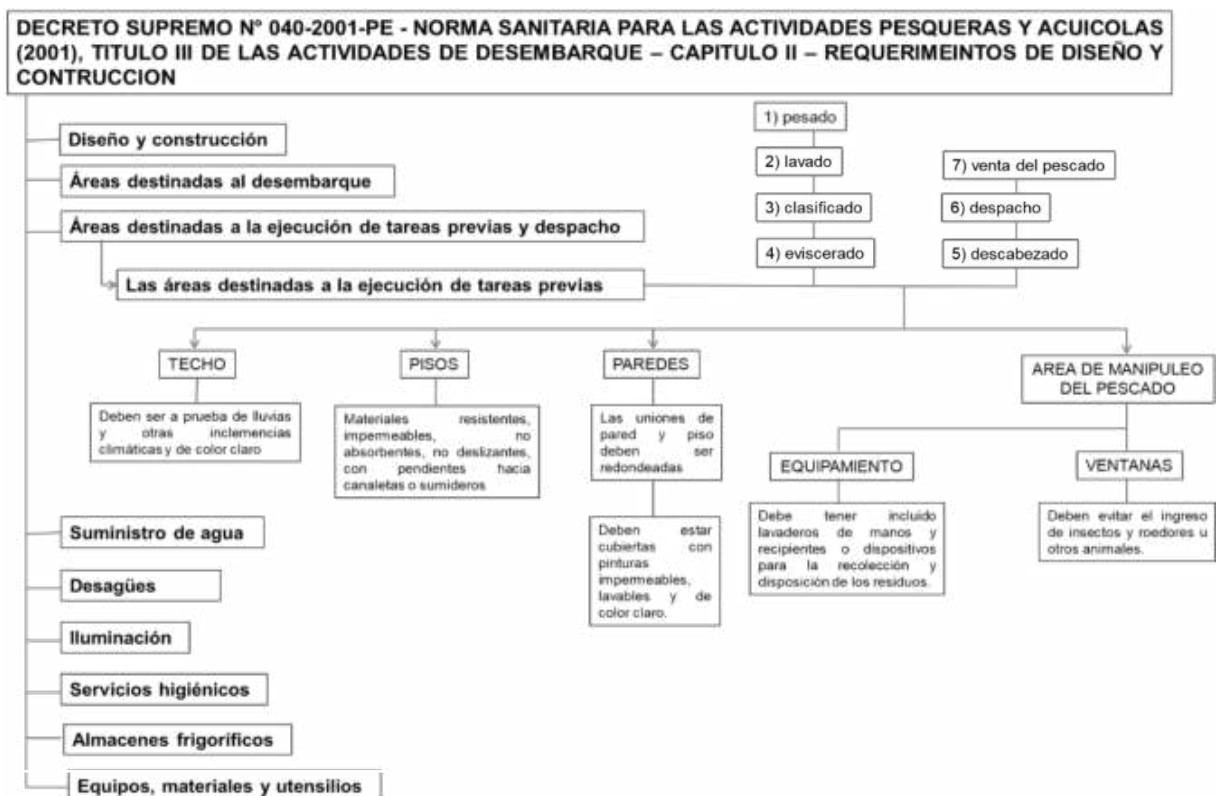 DECRETO SUPREMO N° 040-2001-PE - NORMA SANITARIA PARA LAS ACTIVIDADES PESQUERAS Y ACUICOLAS
(2001), TITULO III DE LAS ACTIVIDADES DE DESEMBARQUE – CAPITULO II – REQUERIMEINTOS DE DISEÑO Y
CONTRUCCION
Diseño y construcción
Áreas destinadas al desembarque
Áreas destinadas a la ejecución de tareas previas y despacho
Las áreas destinadas a la ejecución de tareas previas
1) pesado
2) lavado
3) clasificado
4) eviscerado
7) venta del pescado
6) despacho
5) descabezado
TECHO
Deben ser a prueba de lluvias
y otras inclemencias
climáticas y de color claro
PISOS
Materiales resistentes,
impermeables, no
absorbentes, no deslizantes,
con pendientes hacia
canaletas o sumideros
PAREDES
Las uniones de
pared y piso
deben ser
redondeadas
Deben estar
cubiertas con
pinturas
impermeables,
lavables y de
color claro.
AREA DE MANIPULEO
DEL PESCADO
EQUIPAMIENTO
Debe tener incluido
lavaderos de manos y
recipientes o dispositivos
para la recolección y
disposición de los residuos.
VENTANAS
Deben evitar el ingreso
de insectos y roedores u
otros animales.
Suministro de agua
Desagües
Iluminación
Servicios higiénicos
Almacenes frigoríficos
Equipos, materiales y utensilios